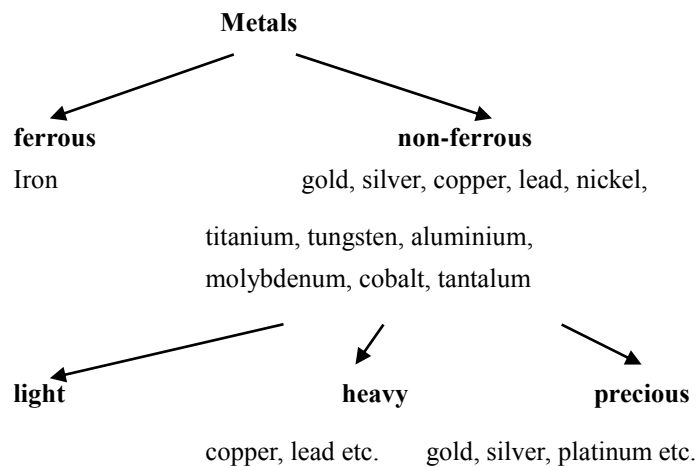 Metals
ferrous non-ferrous
Iron gold, silver, copper, lead, nickel,
titanium, tungsten, aluminium,
molybdenum, cobalt, tantalum
light heavy precious
copper, lead etc. gold, silver, platinum etc.